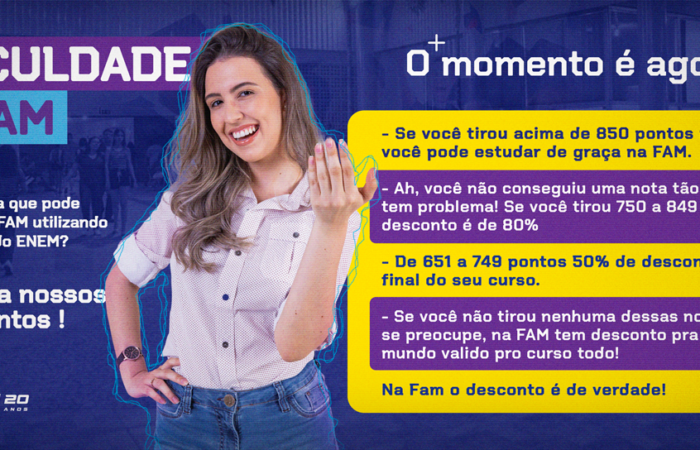 CULDADE
AM
a que pode
FAM utilizando
do ENEM?
a nossos
ntos !
20
ANOS
O momento é ago
- Se você tirou acima de 850 pontos
você pode estudar de graça na FAM.
- Ah, você não conseguiu uma nota tão
tem problema! Se você tirou 750 a 849
desconto é de 80%
- De 651 a 749 pontos 50% de descon
final do seu curso.
- Se você não tirou nenhuma dessas no
se preocupe, na FAM tem desconto pra
mundo valido pro curso todo!
Na Fam o desconto é de verdade!